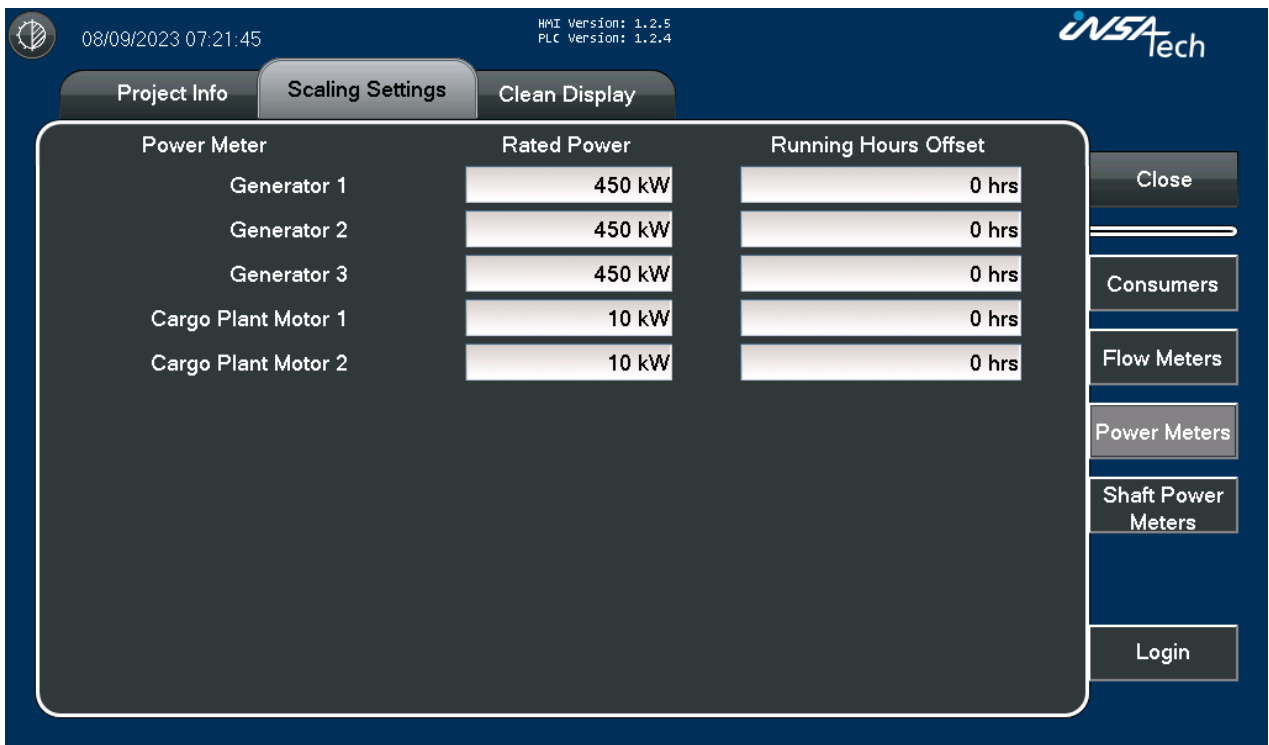 08/09/2023 07:21:45
HMI Version: 1.2.5
PLC Version: 1.2.4
iNSATech
Project Info
Scaling Settings
Clean Display
Power Meter Rated Power Running Hours Offset
Generator 1 450 kW 0 hrs
Generator 2 450 kW 0 hrs
Generator 3 450 kW 0 hrs
Cargo Plant Motor 1 10 kW 0 hrs
Cargo Plant Motor 2 10 kW 0 hrs
Close
Consumers
Flow Meters
Power Meters
Shaft Power
Meters
Login